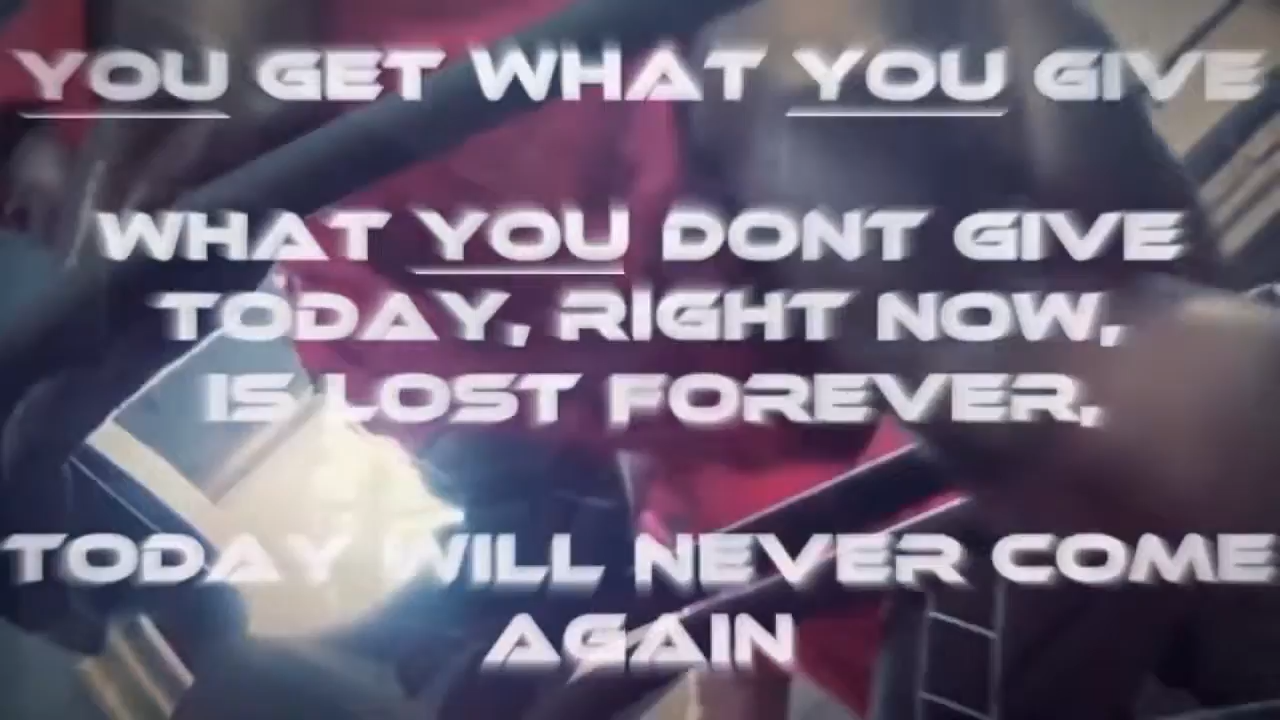 YOU GET WHAT YOU GIVE
WHAT YOU DONT GIVE
TODAY, RIGHT NOW,
IS LOST FOREVER,
TODAY WILL NEVER COME
AGAIN